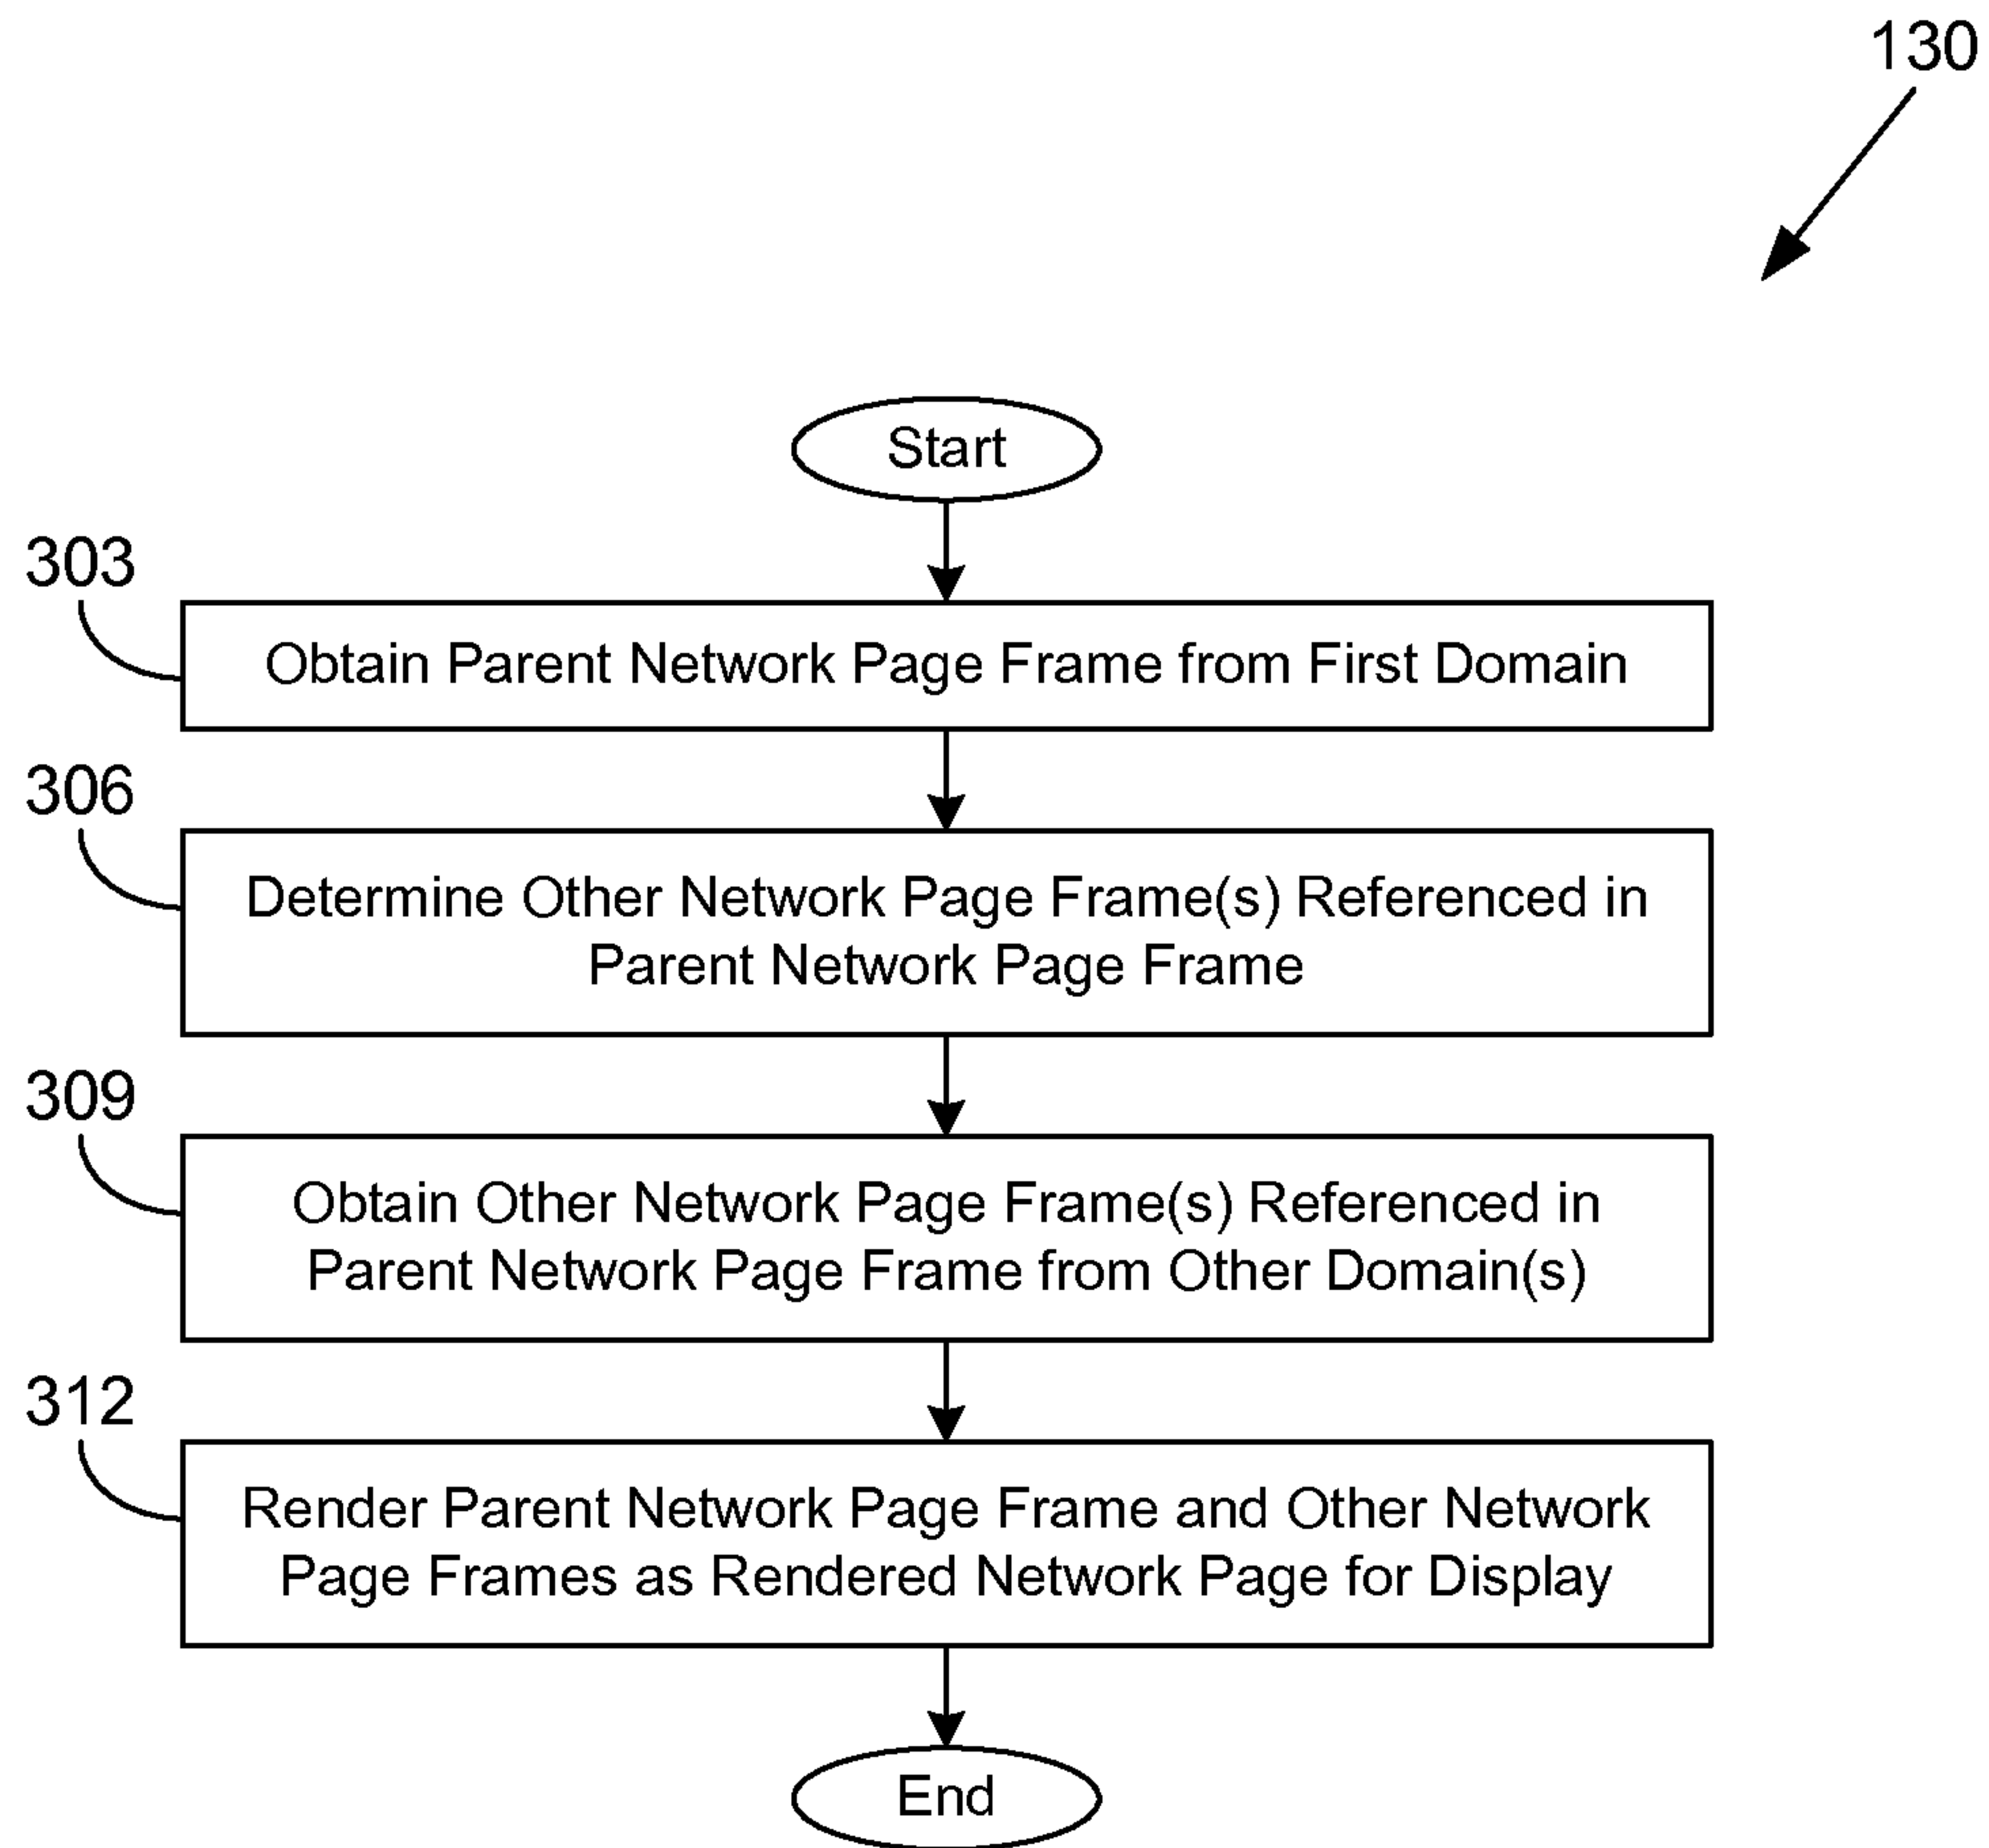 130
Start
303
Obtain Parent Network Page Frame from First Domain
306
Determine Other Network Page Frame(s) Referenced in
Parent Network Page Frame
309
Obtain Other Network Page Frame(s) Referenced in
Parent Network Page Frame from Other Domain(s)
312
Render Parent Network Page Frame and Other Network
Page Frames as Rendered Network Page for Display
End